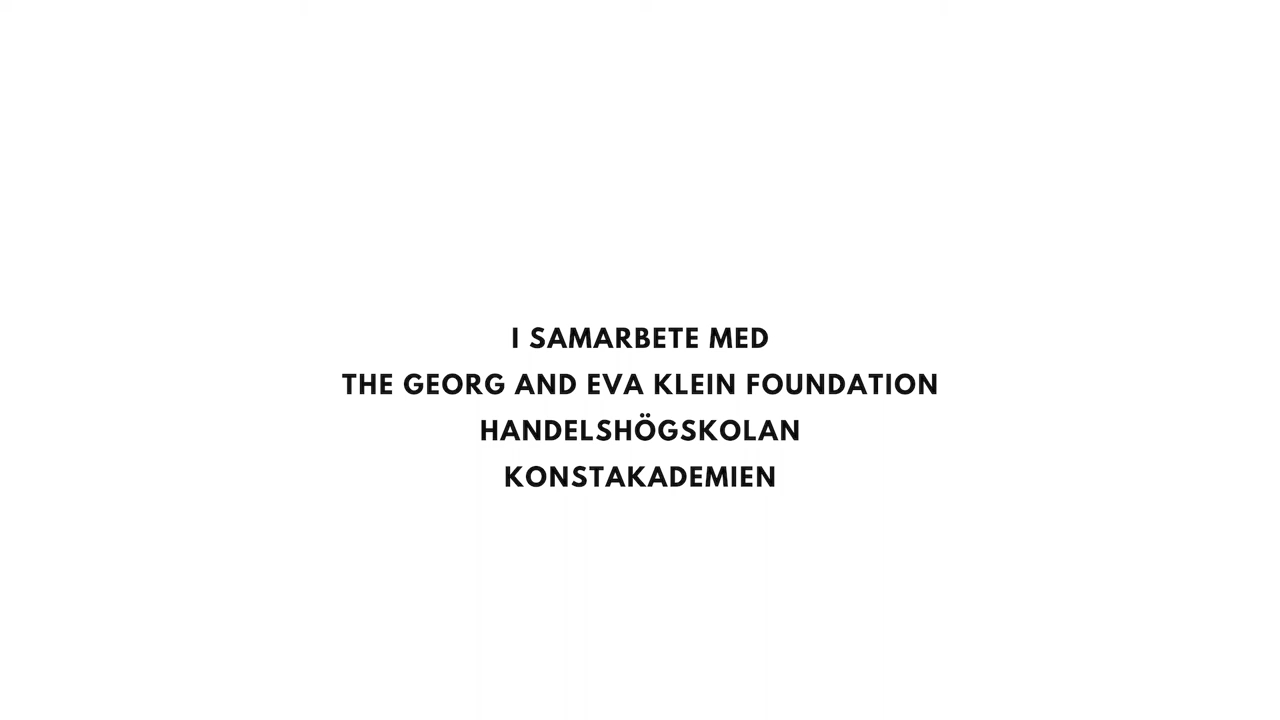 I SAMARBETE MED
THE GEORG AND EVA KLEIN FOUNDATION
HANDELSHÖGSKOLAN
KONSTAKADEMIEN